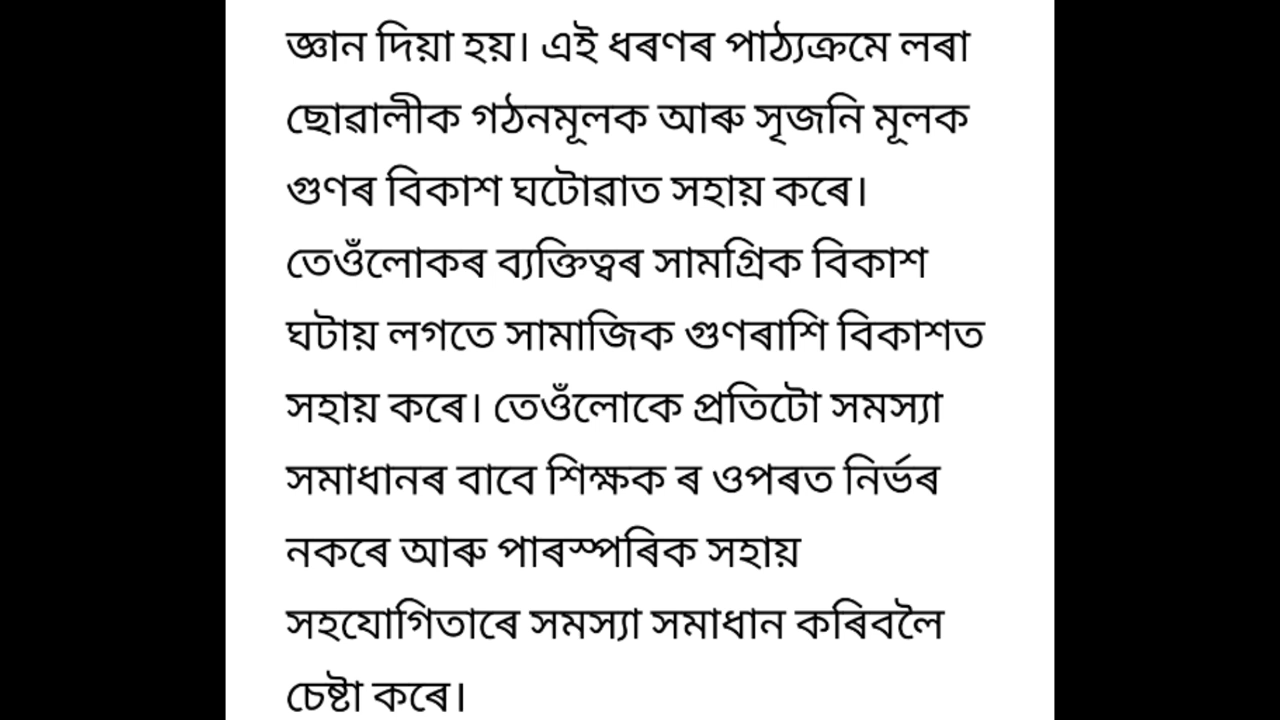 জ্ঞান দিয়া হয়। এই ধৰণৰ পাঠ্যক্ৰমে লৰা
ছোৱালীক গঠনমূলক আৰু সৃজনি মূলক
গুণৰ বিকাশ ঘটোৱাত সহায় কৰে।
তেওঁলোকৰ ব্যক্তিত্বৰ সামগ্ৰিক বিকাশ
ঘটায় লগতে সামাজিক গুণৰাশি বিকাশত
সহায় কৰে। তেওঁলোকে প্ৰতিটো সমস্যা
সমাধানৰ বাবে শিক্ষক ৰ ওপৰত নিৰ্ভৰ
নকৰে আৰু পাৰস্পৰিক সহায়
সহযোগিতাৰে সমস্যা সমাধান কৰিবলৈ
চেষ্টা কৰে।